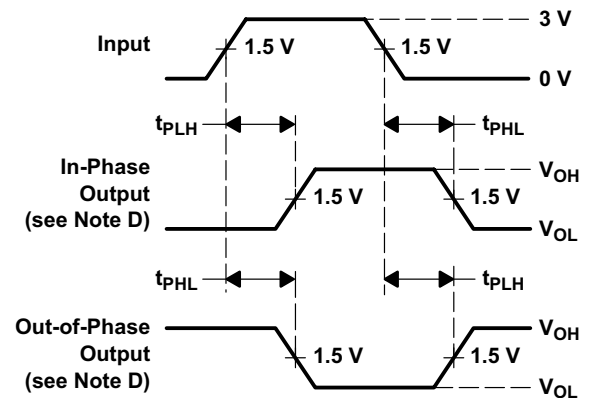 3 V
Input
1.5 V
1.5 V
0 V
tPLH
tPHL
In-Phase
Output
(see Note D)
VOH
1.5 V
1.5 V
VOL
tPHL
tPLH
Out-of-Phase
Output
(see Note D)
VOH
1.5 V
1.5 V
VOL